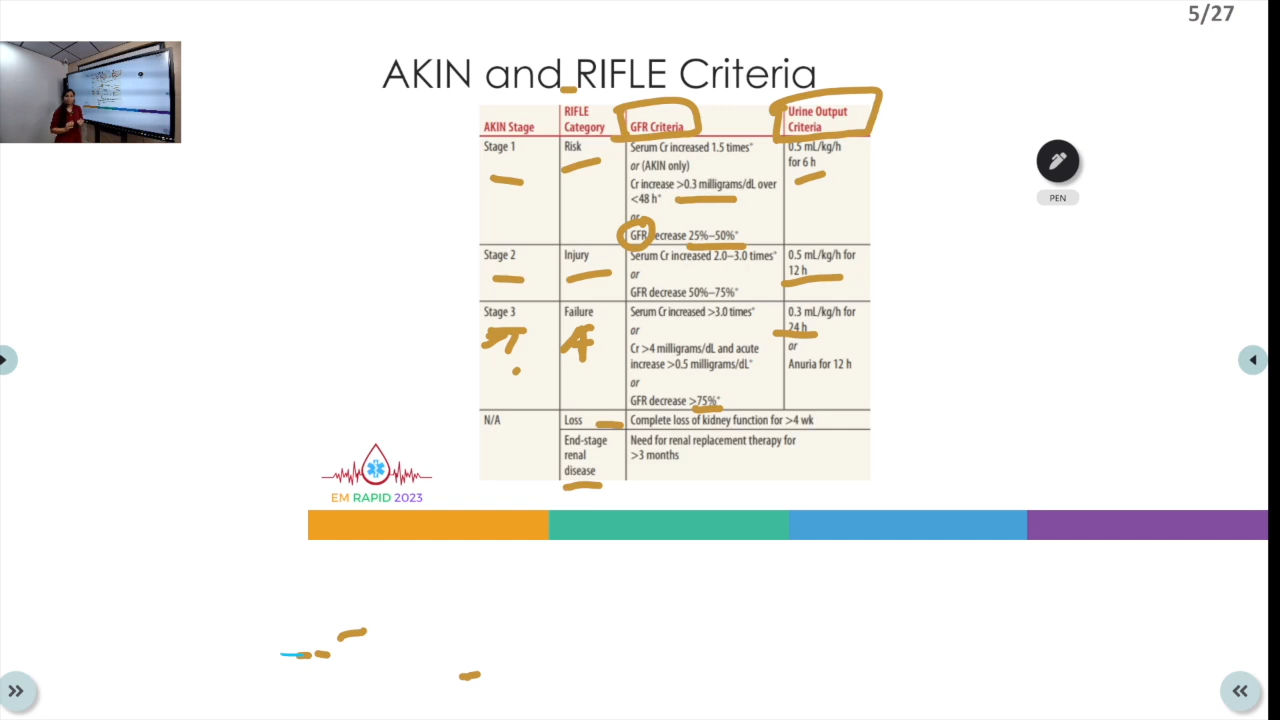 5/27
AKIN and RIFLE Criteria
AKIN Stage
RIFLE
Category
GFR Criteria
Urine Output
Criteria
Stage 1
Risk
Serum Cr increased 1.5 times*
or (AKIN only)
Cr increase >0.3 milligrams/dL over
<48 h*
or
GFR decrease 25%–50%*
0.5 mL/kg/h
for 6 h
Stage 2
Injury
Serum Cr increased 2.0–3.0 times*
or
GFR decrease 50%–75%*
0.5 mL/kg/h for
12 h
Stage 3
Failure
Serum Cr increased >3.0 times*
or
Cr >4 milligrams/dL and acute
increase >0.5 milligrams/dL*
or
GFR decrease >75%*
0.3 mL/kg/h for
24 h
or
Anuria for 12 h
N/A
Loss
Complete loss of kidney function for >4 wk
End-stage
renal
disease
Need for renal replacement therapy for
>3 months
EM RAPID 2023
PEN